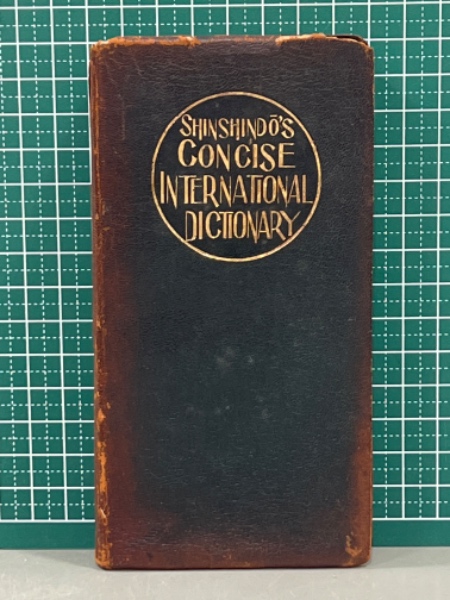 SHINSHINDŌ'S
CONCISE
INTERNATIONAL
DICTIONARY